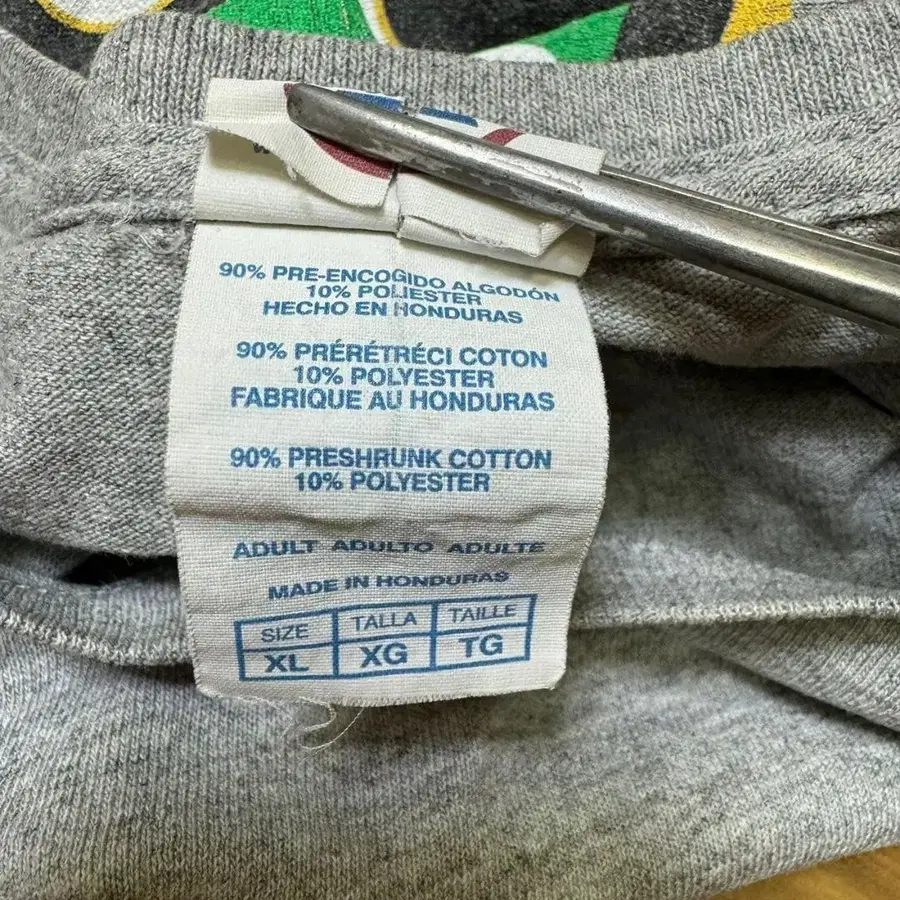 90% PRE-ENCOGIDO ALGODÓN
10% POLIESTER
HECHO EN HONDURAS
90% PRÉRÉTRÉCI COTON
10% POLYESTER
FABRIQUE AU HONDURAS
90% PRESHRUNK COTTON
10% POLYESTER
ADULT ADULTO ADULTE
MADE IN HONDURAS
SIZE TALLA TAILLE
XL XG TG